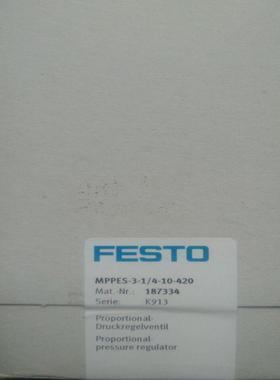 FESTO
MPPES-3-1/4-10-420
Mat.-Nr.: 187334
Serie: K913
Proportional-
Druckregelventil
Proportional-
pressure regulator